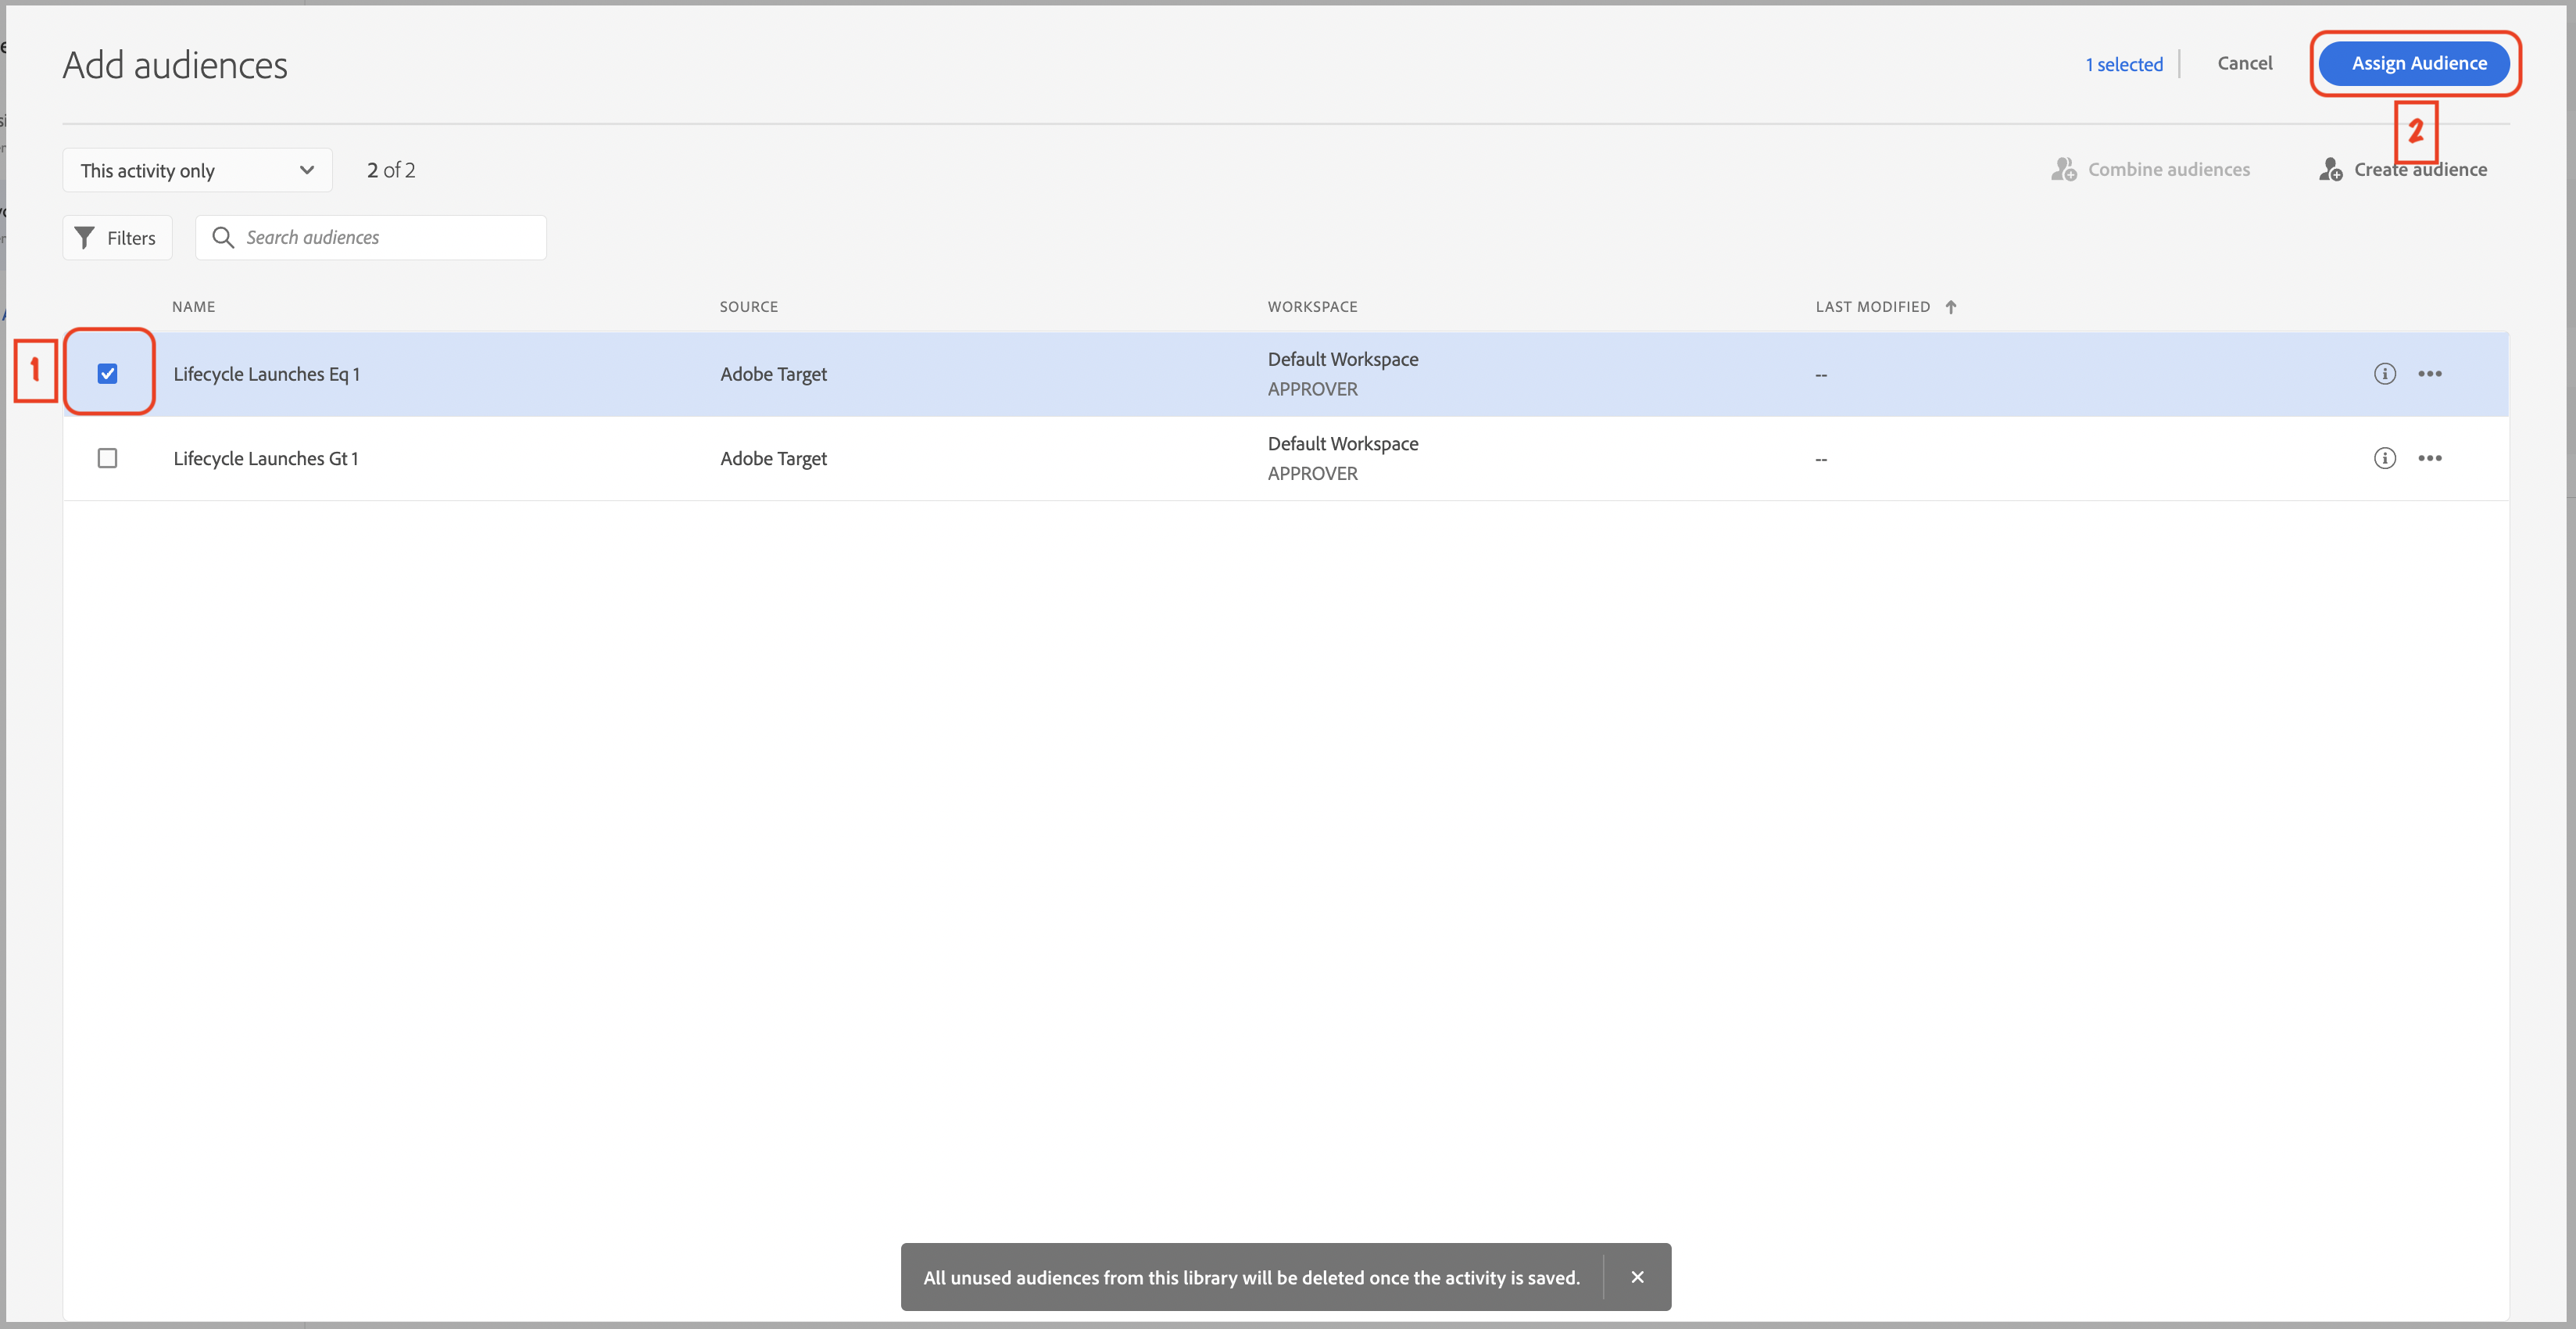 Add audiences
1 selected
Cancel
Assign Audience
2
This activity only
2 of 2
Combine audiences
Create audience
Filters
Search audiences
NAME
SOURCE
WORKSPACE
LAST MODIFIED
1
Lifecycle Launches Eq 1
Adobe Target
Default Workspace
APPROVER
--
Lifecycle Launches Gt 1
Adobe Target
Default Workspace
APPROVER
--
All unused audiences from this library will be deleted once the activity is saved.